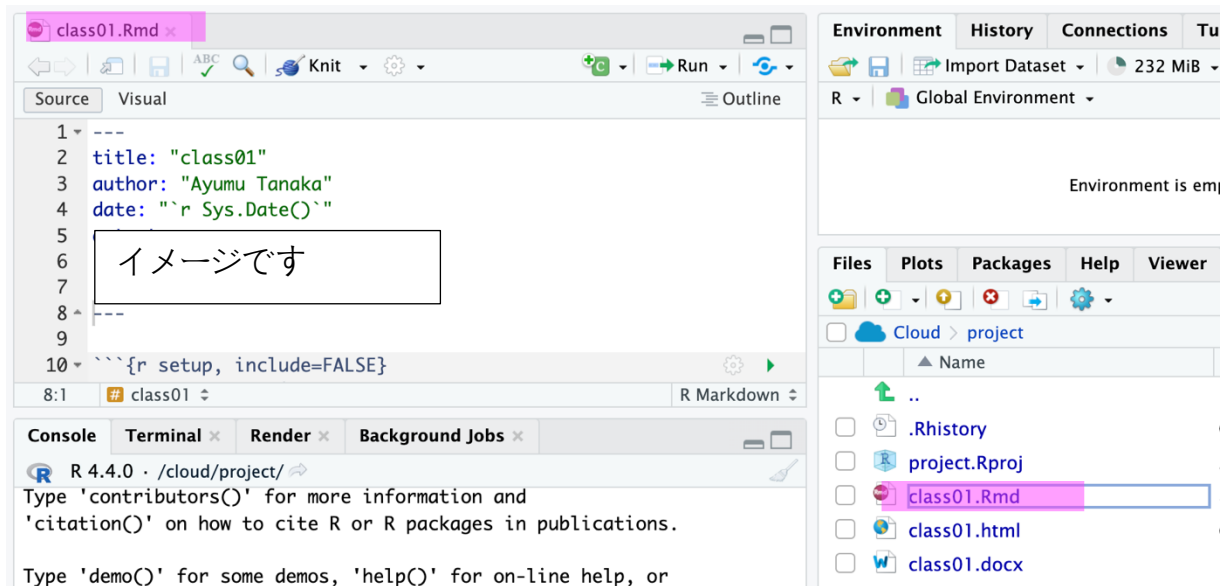 class01.Rmd
ABC
Knit
Run
Source Visual
Outline
1 ---
2 title: "class01"
3 author: "Ayumu Tanaka"
4 date: "`r Sys.Date()`"
5
6
7
イメージです
8 ---
9
10 ```{r setup, include=FALSE}
8:1 # class01
R Markdown
Console Terminal Render Background Jobs
R R 4.4.0 · /cloud/project/
Type 'contributors()' for more information and
'citation()' on how to cite R or R packages in publications.
Type 'demo()' for some demos, 'help()' for on-line help, or
Environment History Connections
Import Dataset 232 MiB
R Global Environment
Environment is
Files Plots Packages Help Viewer
Cloud > project
Name
..
.Rhistory
project.Rproj
class01.Rmd
class01.html
class01.docx